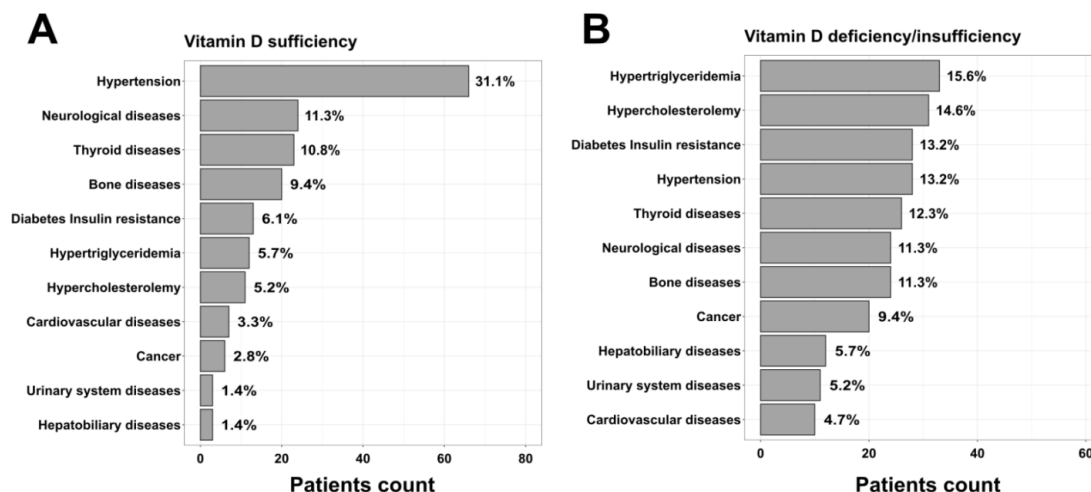 A
Vitamin D sufficiency
Hypertension 31.1%
Neurological diseases 11.3%
Thyroid diseases 10.8%
Bone diseases 9.4%
Diabetes Insulin resistance 6.1%
Hypertriglyceridemia 5.7%
Hypercholesterolemy 5.2%
Cardiovascular diseases 3.3%
Cancer 2.8%
Urinary system diseases 1.4%
Hepatobiliary diseases 1.4%
0 20 40 60 80
Patients count
B
Vitamin D deficiency/insufficiency
Hypertriglyceridemia 15.6%
Hypercholesterolemy 14.6%
Diabetes Insulin resistance 13.2%
Hypertension 13.2%
Thyroid diseases 12.3%
Neurological diseases 11.3%
Bone diseases 11.3%
Cancer 9.4%
Hepatobiliary diseases 5.7%
Urinary system diseases 5.2%
Cardiovascular diseases 4.7%
0 20 40 60
Patients count